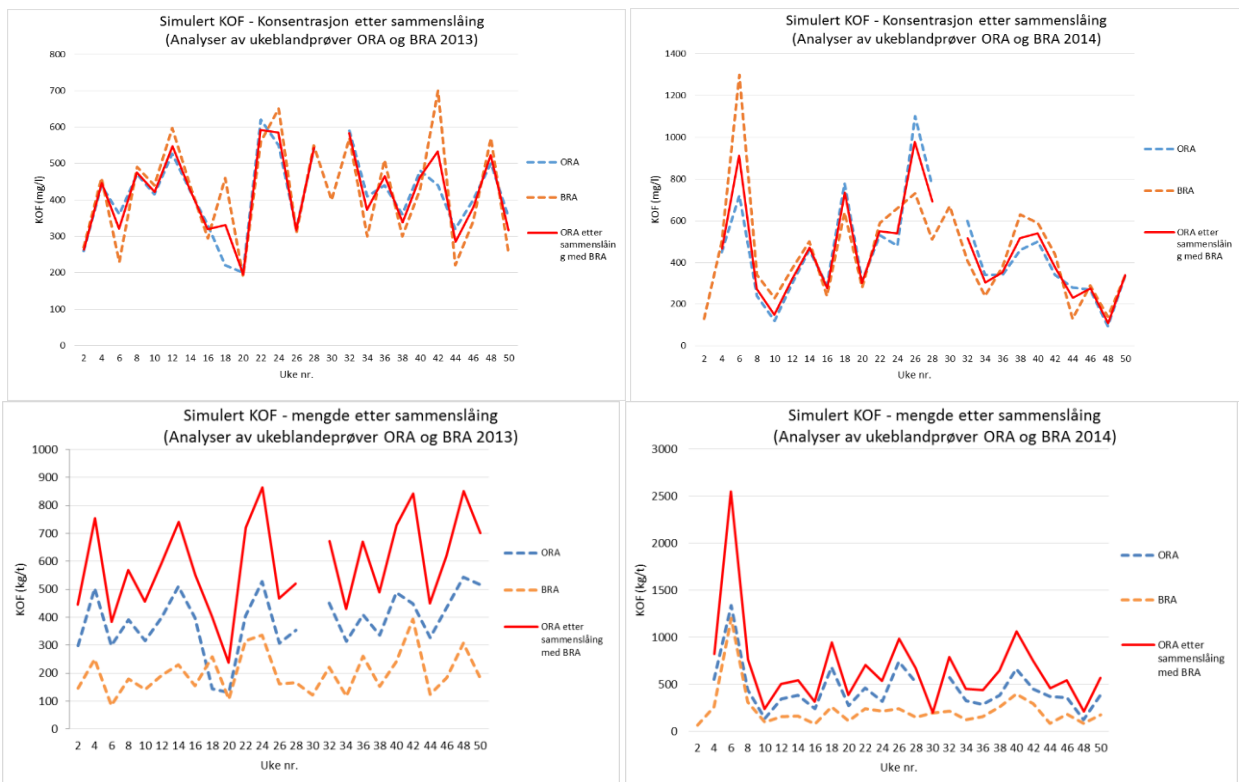 Simulert KOF - Konsentrasjon etter sammenslåing
(Analyser av ukeblandprøver ORA og BRA 2013)
800
700
600
500
400
300
200
100
0
KOF (mg/l)
2 4 6 8 10 12 14 16 18 20 22 24 26 28 30 32 34 36 38 40 42 44 46 48 50
Uke nr.
ORA
BRA
ORA etter
sammenslåin
g med BRA
Simulert KOF - Konsentrasjon etter sammenslåing
(Analyser av ukeblandprøver ORA og BRA 2014)
1400
1200
1000
800
600
400
200
0
KOF (mg/l)
2 4 6 8 10 12 14 16 18 20 22 24 26 28 30 32 34 36 38 40 42 44 46 48 50
Uke nr.
ORA
BRA
ORA etter
sammenslåin
g med BRA
Simulert KOF - mengde etter sammenslåing
(Analyser av ukeblandeprøver ORA og BRA 2013)
1000
900
800
700
600
500
400
300
200
100
0
KOF (kg/t)
2 4 6 8 10 12 14 16 18 20 22 24 26 28 30 32 34 36 38 40 42 44 46 48 50
Uke nr.
ORA
BRA
ORA etter
sammenslåing
med BRA
Simulert KOF - mengde etter sammenslåing
(Analyser av ukeblandprøver ORA og BRA 2014)
3000
2500
2000
1500
1000
500
0
KOF (kg/t)
2 4 6 8 10 12 14 16 18 20 22 24 26 28 30 32 34 36 38 40 42 44 46 48 50
Uke nr.
ORA
BRA
ORA etter
sammenslåing
med BRA